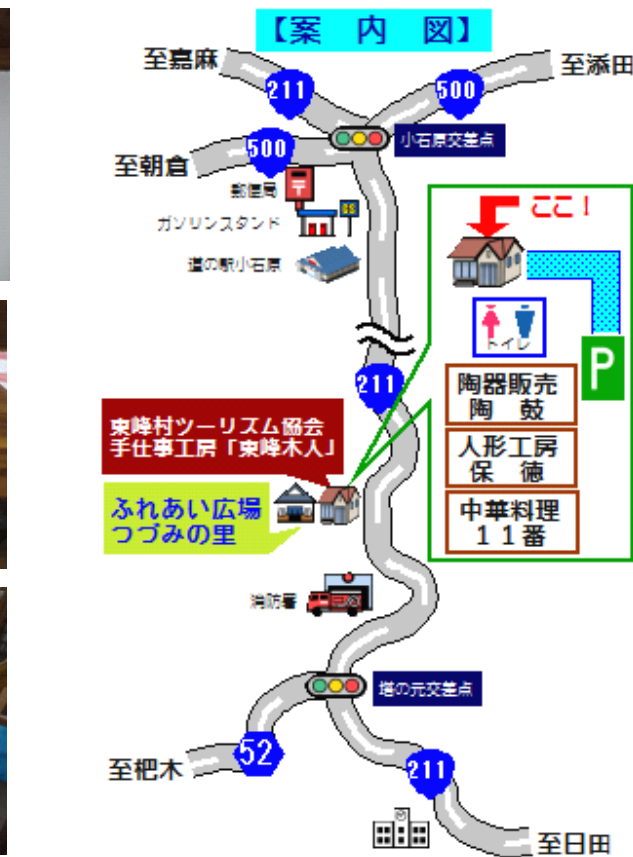 【案　内　図】
至嘉麻
至添田
211
500
小石原交差点
500
至朝倉
郵便局
〒
GS
ガソリンスタンド
道の駅小石原
ここ！
トイレ
P
211
陶器販売
陶　鼓
人形工房
保　徳
中華料理
１１番
東峰村ツーリズム協会
手仕事工房「東峰木人」
ふれあい広場
つづみの里
消防署
塔の元交差点
52
至杷木
211
至日田